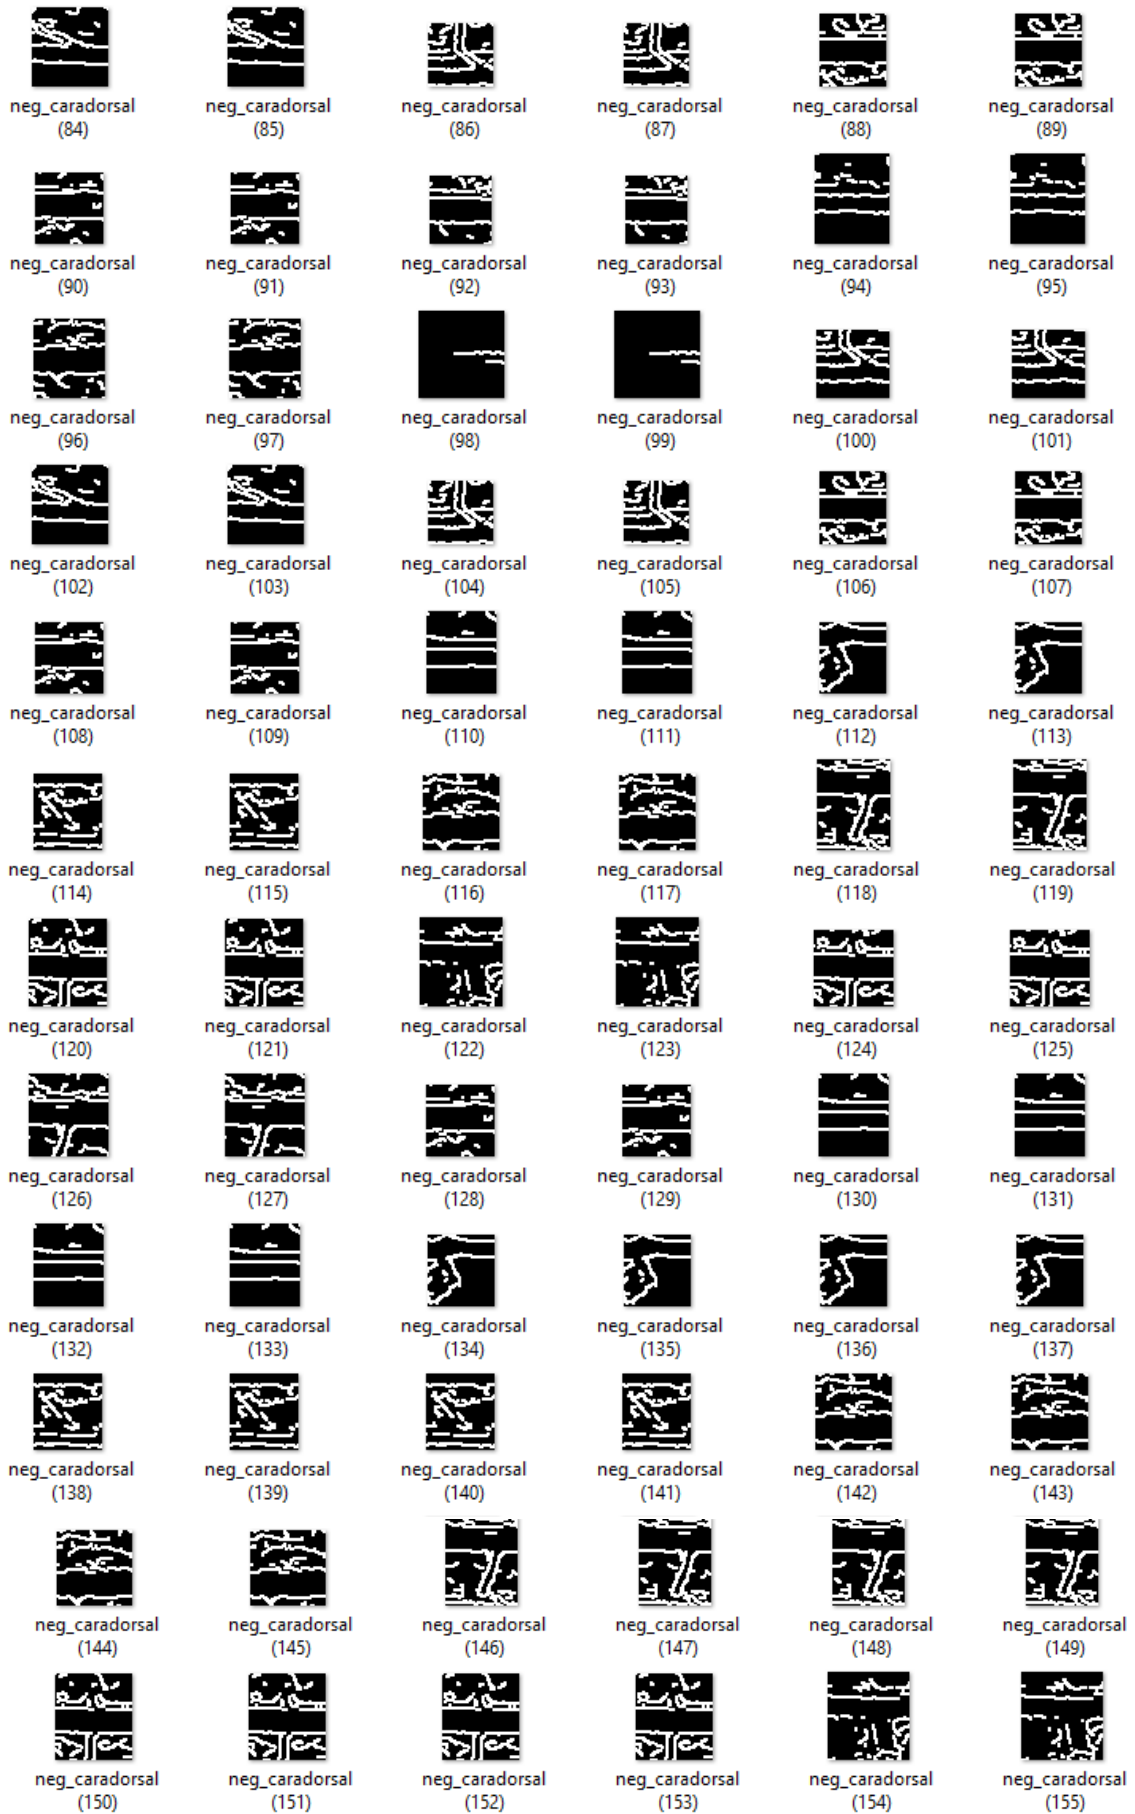 neg_caradorsal neg_caradorsal neg_caradorsal neg_caradorsal neg_caradorsal neg_caradorsal
(84) (85) (86) (87) (88) (89)
neg_caradorsal neg_caradorsal neg_caradorsal neg_caradorsal neg_caradorsal neg_caradorsal
(90) (91) (92) (93) (94) (95)
neg_caradorsal neg_caradorsal neg_caradorsal neg_caradorsal neg_caradorsal neg_caradorsal
(96) (97) (98) (99) (100) (101)
neg_caradorsal neg_caradorsal neg_caradorsal neg_caradorsal neg_caradorsal neg_caradorsal
(102) (103) (104) (105) (106) (107)
neg_caradorsal neg_caradorsal neg_caradorsal neg_caradorsal neg_caradorsal neg_caradorsal
(108) (109) (110) (111) (112) (113)
neg_caradorsal neg_caradorsal neg_caradorsal neg_caradorsal neg_caradorsal neg_caradorsal
(114) (115) (116) (117) (118) (119)
neg_caradorsal neg_caradorsal neg_caradorsal neg_caradorsal neg_caradorsal neg_caradorsal
(120) (121) (122) (123) (124) (125)
neg_caradorsal neg_caradorsal neg_caradorsal neg_caradorsal neg_caradorsal neg_caradorsal
(126) (127) (128) (129) (130) (131)
neg_caradorsal neg_caradorsal neg_caradorsal neg_caradorsal neg_caradorsal neg_caradorsal
(132) (133) (134) (135) (136) (137)
neg_caradorsal neg_caradorsal neg_caradorsal neg_caradorsal neg_caradorsal neg_caradorsal
(138) (139) (140) (141) (142) (143)
neg_caradorsal neg_caradorsal neg_caradorsal neg_caradorsal neg_caradorsal neg_caradorsal
(144) (145) (146) (147) (148) (149)
neg_caradorsal neg_caradorsal neg_caradorsal neg_caradorsal neg_caradorsal neg_caradorsal
(150) (151) (152) (153) (154) (155)